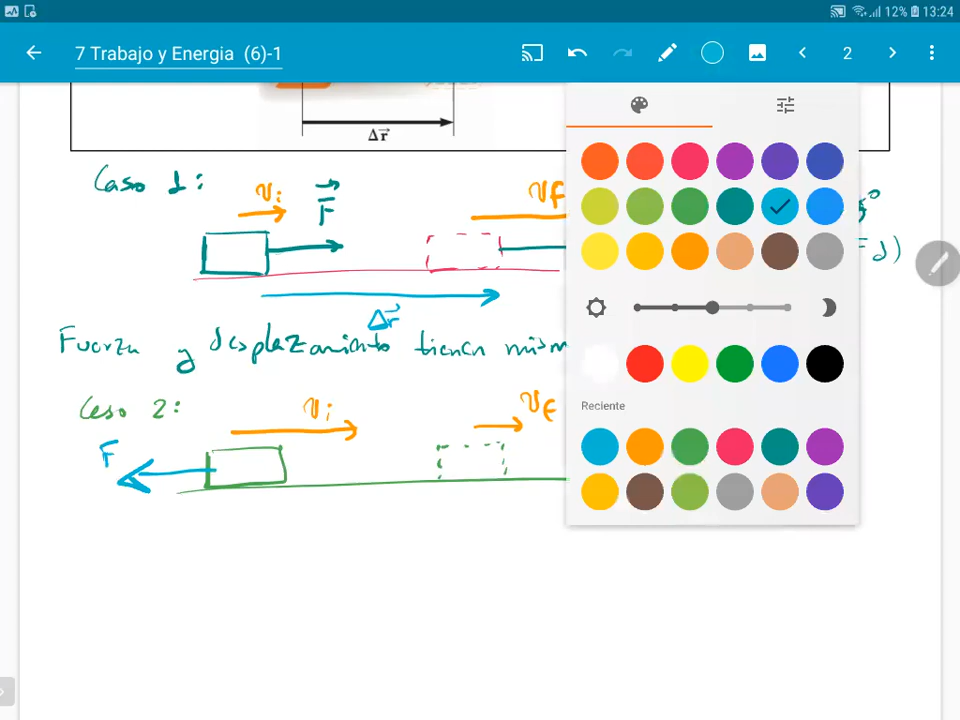 12% 13:24
7 Trabajo y Energia (6)-1
2
Δr⃗
Caso 1:
vi
F⃗
vf
Δr⃗
Fuerza y desplazamiento tienen mism
Caso 2:
vi
vf
F
Reciente